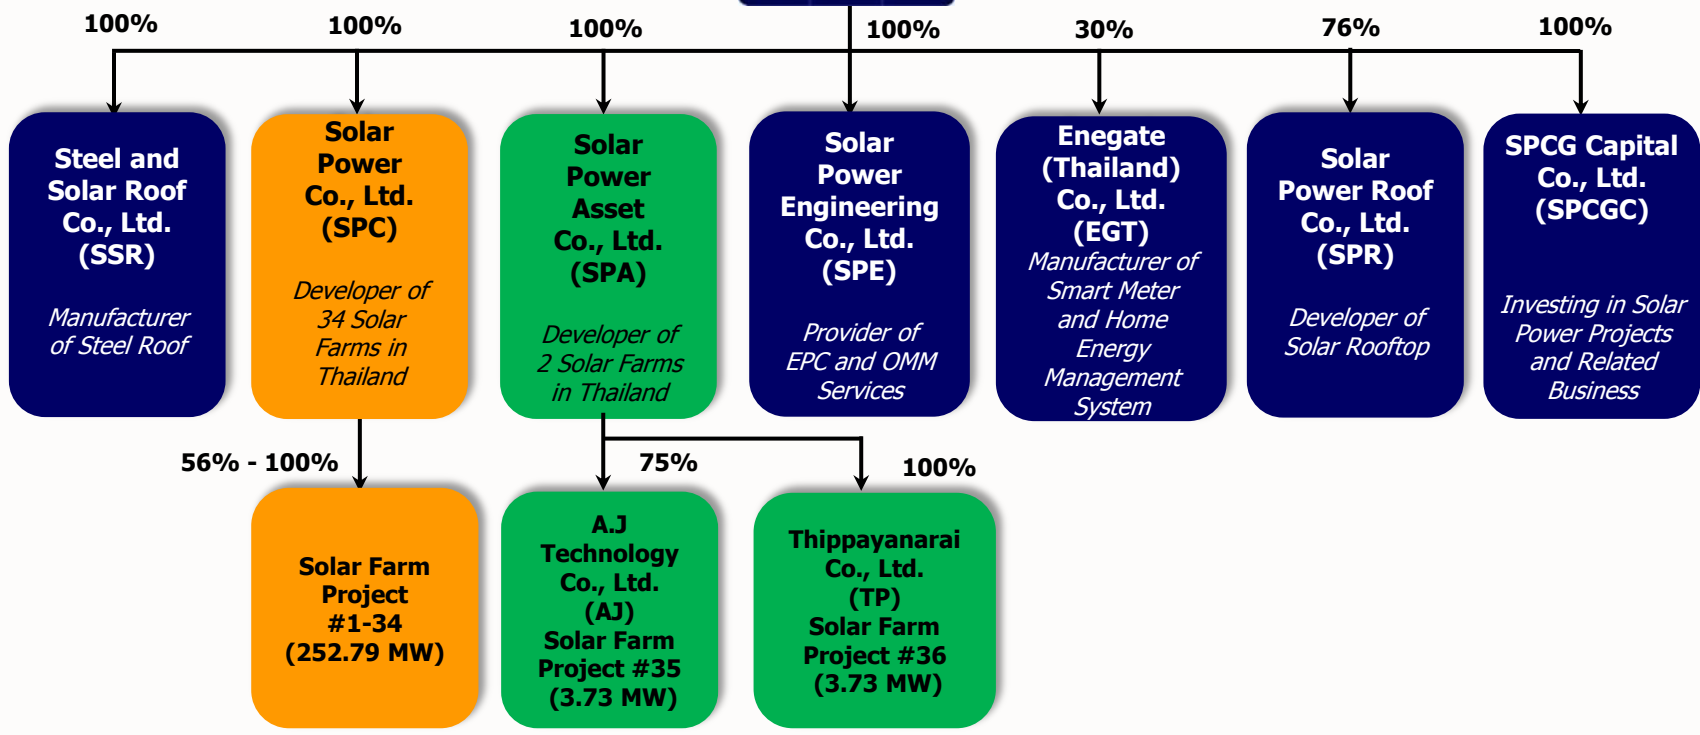 100%
100%
100%
100%
30%
76%
100%
Steel and
Solar Roof
Co., Ltd.
(SSR)
Manufacturer
of Steel Roof
Solar
Power
Co., Ltd.
(SPC)
Developer of
34 Solar
Farms in
Thailand
Solar
Power
Asset
Co., Ltd.
(SPA)
Developer of
2 Solar Farms
in Thailand
Solar
Power
Engineering
Co., Ltd.
(SPE)
Provider of
EPC and OMM
Services
Enegate
(Thailand)
Co., Ltd.
(EGT)
Manufacturer of
Smart Meter
and Home
Energy
Management
System
Solar
Power Roof
Co., Ltd.
(SPR)
Developer of
Solar Rooftop
SPCG Capital
Co., Ltd.
(SPCGC)
Investing in Solar
Power Projects
and Related
Business
56% - 100%
75%
100%
Solar Farm
Project
#1-34
(252.79 MW)
A.J
Technology
Co., Ltd.
(AJ)
Solar Farm
Project #35
(3.73 MW)
Thippayanarai
Co., Ltd.
(TP)
Solar Farm
Project #36
(3.73 MW)